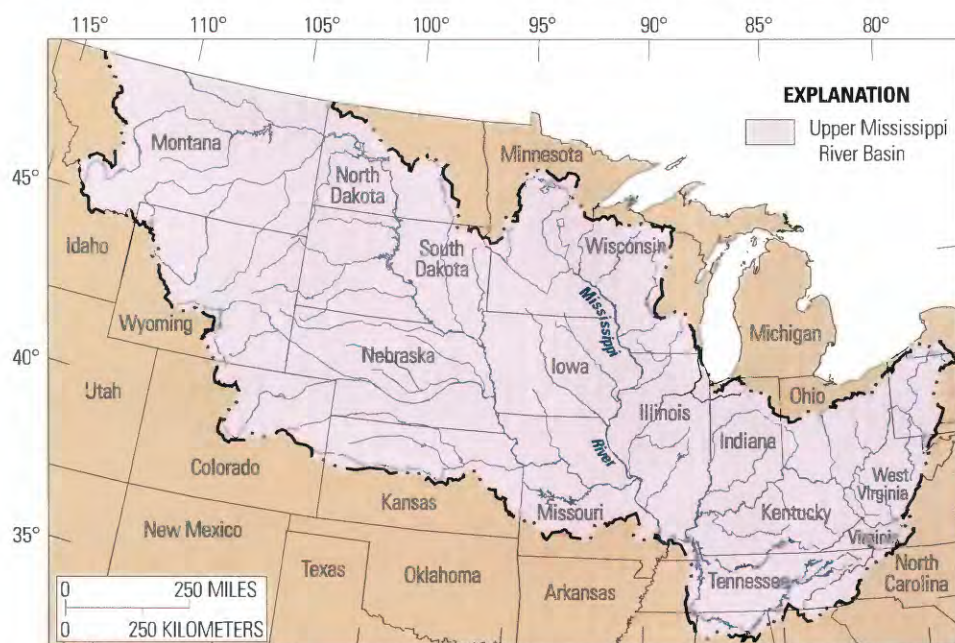 115° 110° 105° 100° 95° 90° 85° 80°
EXPLANATION
Upper Mississippi
River Basin
Montana
North
Dakota
Minnesota
45°
Idaho
South
Dakota
Wisconsin
Wyoming
Mississippi
Michigan
40°
Nebraska
Iowa
Utah
Illinois
Ohio
Indiana
River
Colorado
West
Virginia
Kansas
Missouri
Kentucky
35°
New Mexico
Virginia
Texas
Oklahoma
Arkansas
Tennessee
North
Carolina
0 250 MILES
0 250 KILOMETERS